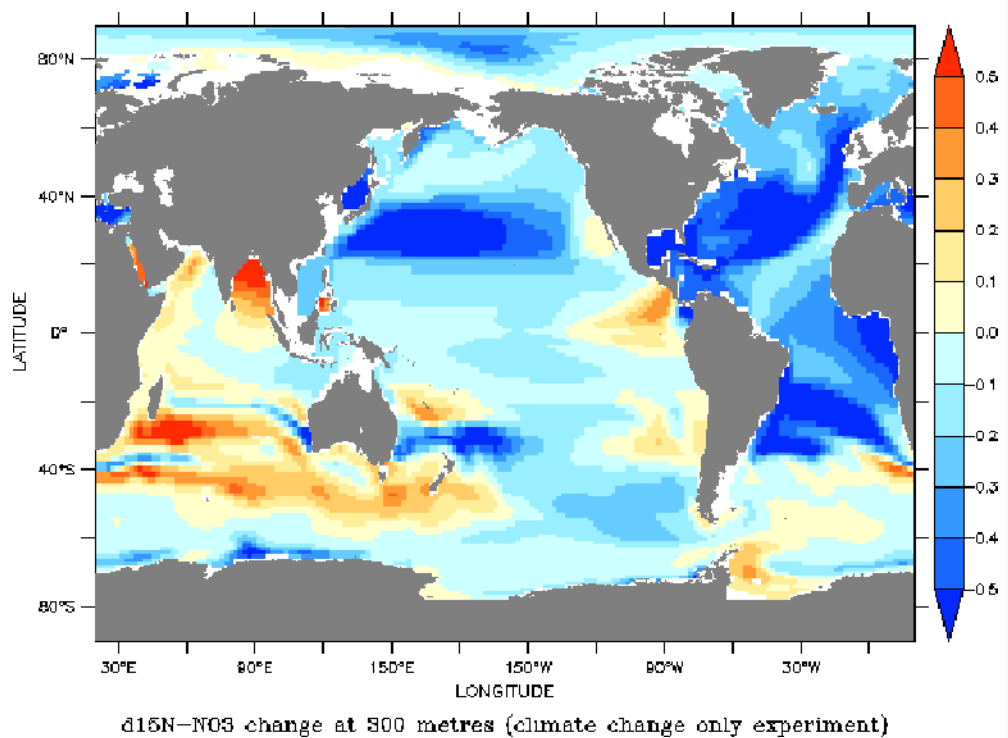 80°N
40°N
0°
40°S
80°S
LATITUDE
30°E 90°E 150°E 150°W 90°W 30°W
LONGITUDE
0.5
0.4
0.3
0.2
0.1
0.0
-0.1
-0.2
-0.3
-0.4
-0.5
d15N-NO3 change at 300 metres (climate change only experiment)